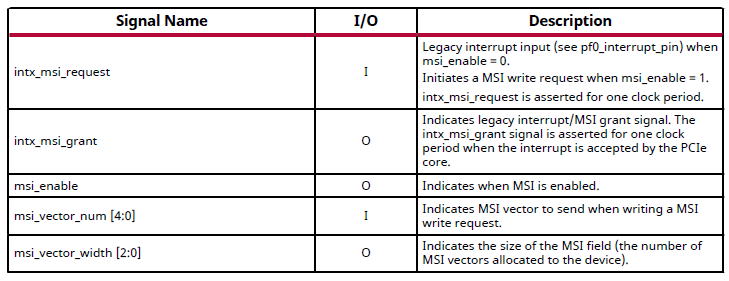 Signal Name I/O Description
intx_msi_request I Legacy interrupt input (see pf0_interrupt_pin) when
msi_enable = 0.
Initiates a MSI write request when msi_enable = 1.
intx_msi_request is asserted for one clock period.
intx_msi_grant O Indicates legacy interrupt/MSI grant signal. The
intx_msi_grant signal is asserted for one clock
period when the interrupt is accepted by the PCIe
core.
msi_enable O Indicates when MSI is enabled.
msi_vector_num [4:0] I Indicates MSI vector to send when writing a MSI
write request.
msi_vector_width [2:0] O Indicates the size of the MSI field (the number of
MSI vectors allocated to the device).